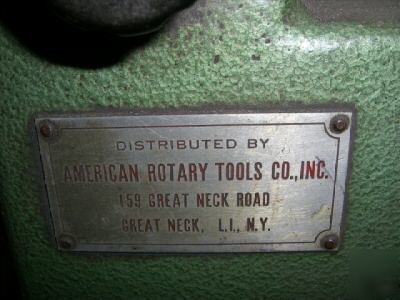 DISTRIBUTED BY
AMERICAN ROTARY TOOLS CO., INC.
159 GREAT NECK ROAD
GREAT NECK, L.I., N.Y.